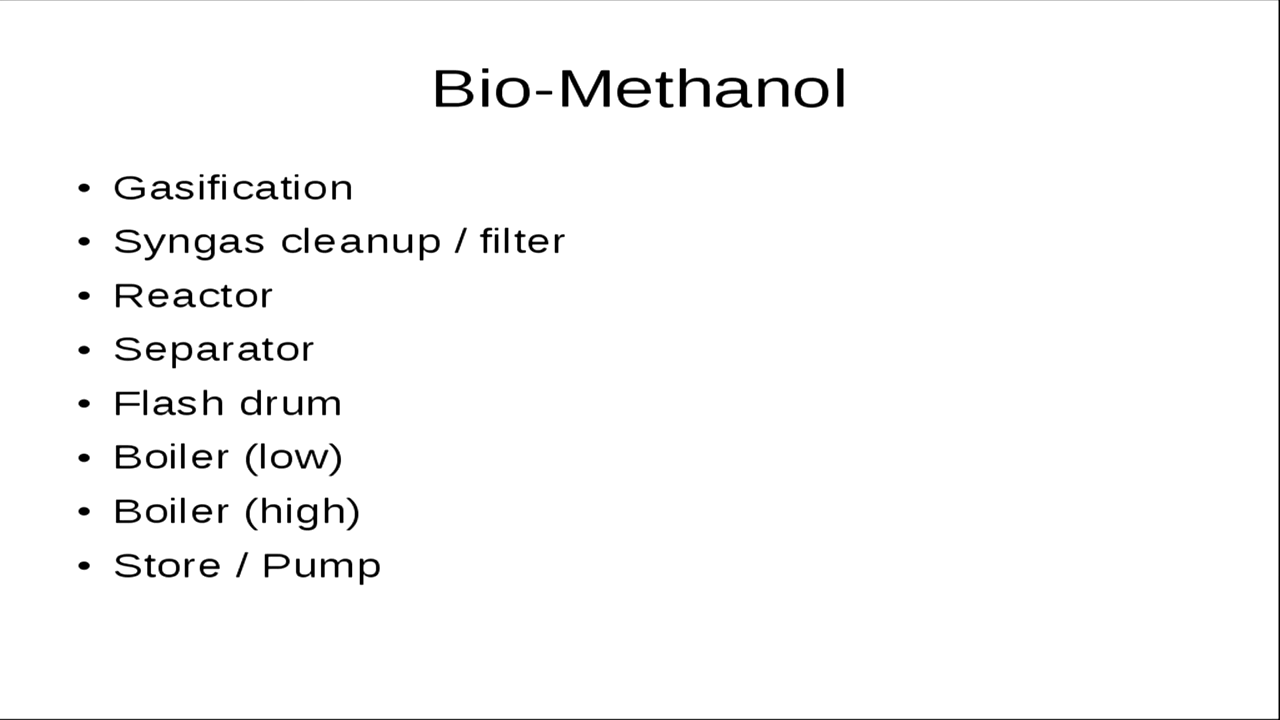 Bio-Methanol
• Gasification
• Syngas cleanup / filter
• Reactor
• Separator
• Flash drum
• Boiler (low)
• Boiler (high)
• Store / Pump